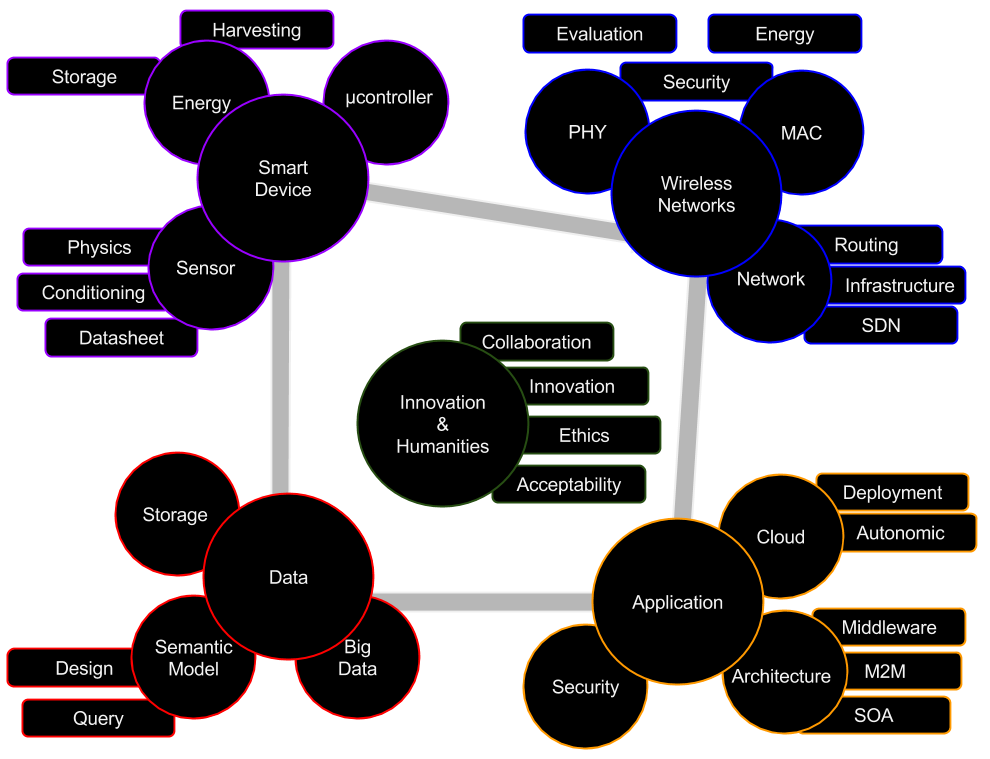 Harvesting
Storage
Energy
µcontroller
Smart
Device
Physics
Sensor
Conditioning
Datasheet
Evaluation
Energy
Security
PHY
MAC
Wireless
Networks
Routing
Network
Infrastructure
SDN
Collaboration
Innovation
Innovation
&
Humanities
Ethics
Acceptability
Storage
Data
Semantic
Model
Big
Data
Design
Query
Deployment
Cloud
Autonomic
Application
Middleware
Architecture
M2M
Security
SOA